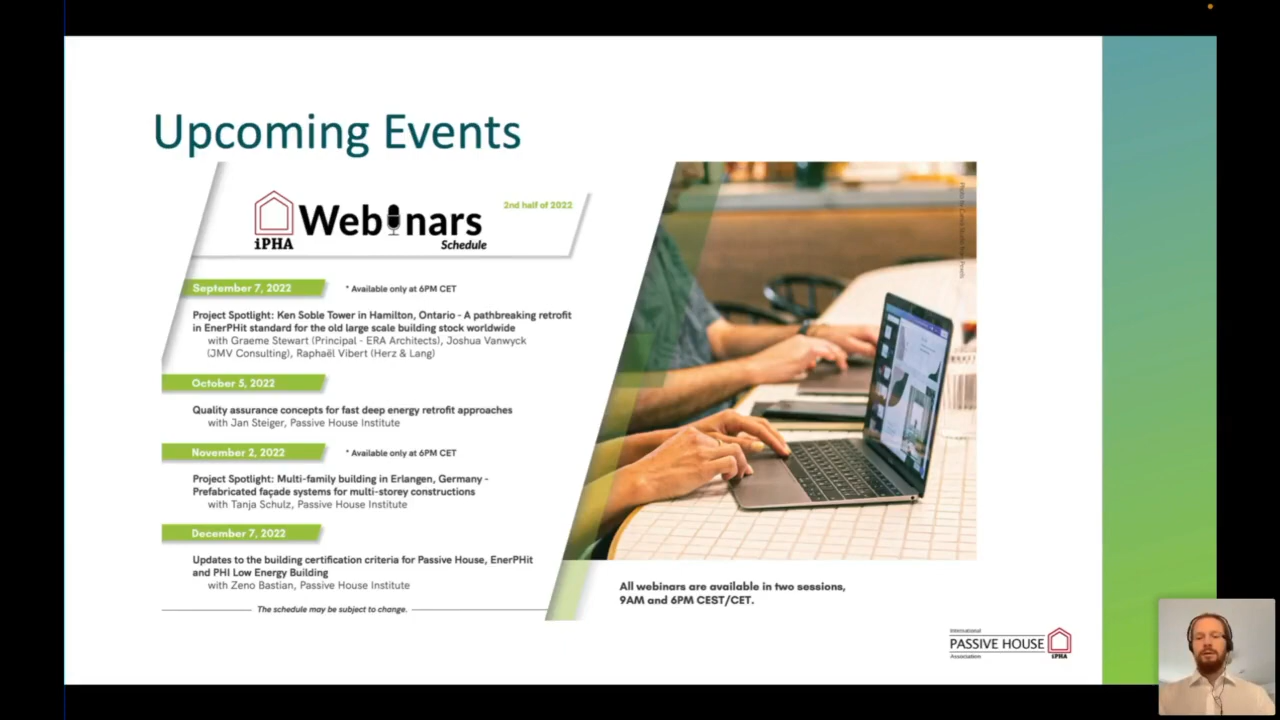 Upcoming Events
iPHA
Webinars
Schedule
2nd half of 2022
September 7, 2022
* Available only at 6PM CET
Project Spotlight: Ken Soble Tower in Hamilton, Ontario - A pathbreaking retrofit
in EnerPHit standard for the old large scale building stock worldwide
with Graeme Stewart (Principal - ERA Architects), Joshua Vanwyck
(JMV Consulting), Raphaël Vibert (Herz & Lang)
October 5, 2022
Quality assurance concepts for fast deep energy retrofit approaches
with Jan Steiger, Passive House Institute
November 2, 2022
* Available only at 6PM CET
Project Spotlight: Multi-family building in Erlangen, Germany -
Prefabricated façade systems for multi-storey constructions
with Tanja Schulz, Passive House Institute
December 7, 2022
Updates to the building certification criteria for Passive House, EnerPHit
and PHI Low Energy Building
with Zeno Bastian, Passive House Institute
The schedule may be subject to change.
All webinars are available in two sessions,
9AM and 6PM CEST/CET.
International
PASSIVE HOUSE
Association
iPHA